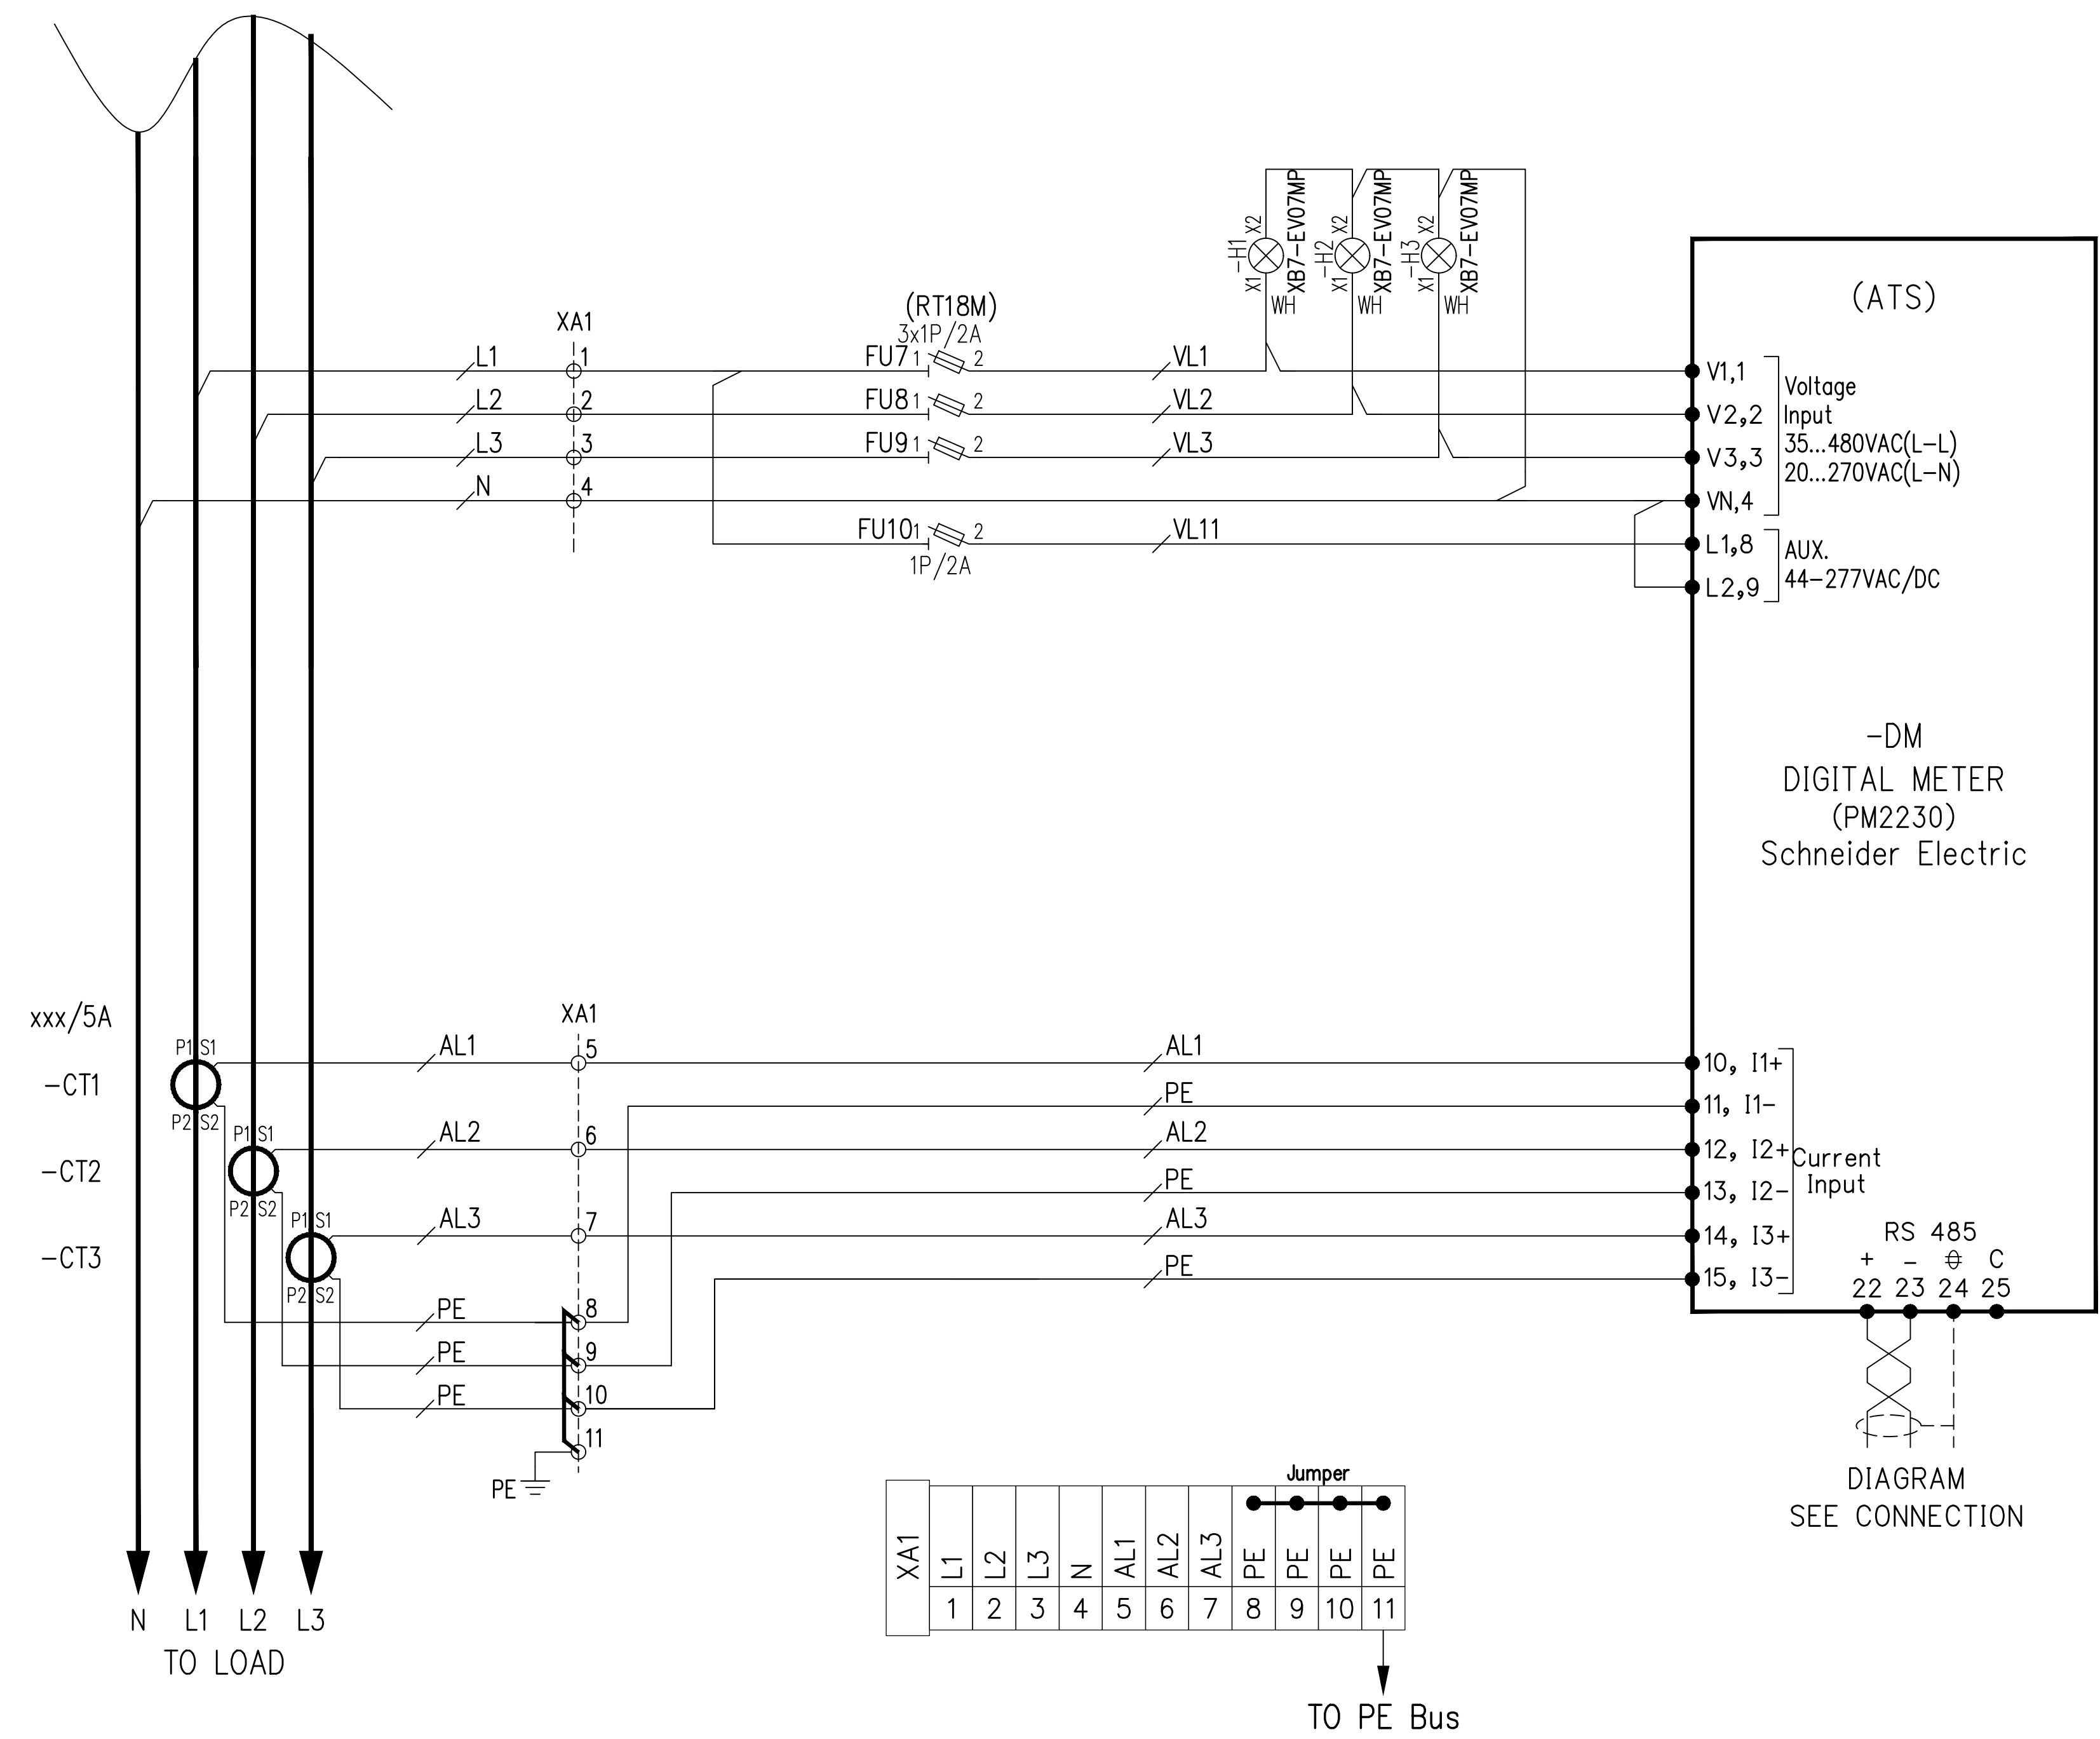 (RT18M)
3x1P/2A
XA1
L1
1
FU7
1
2
VL1
L2
2
FU8
1
2
VL2
L3
3
FU9
1
2
VL3
N
4
FU10
1
2
VL11
1P/2A
-H1
X1
X2
XB7-EV07MP
WH
-H2
X1
X2
XB7-EV07MP
WH
-H3
X1
X2
XB7-EV07MP
WH
(ATS)
V1,1
V2,2
V3,3
VN,4
L1,8
L2,9
Voltage
Input
35...480VAC(L-L)
20...270VAC(L-N)
AUX.
44-277VAC/DC
-DM
DIGITAL METER
(PM2230)
Schneider Electric
xxx/5A
-CT1
P1 S1
P2 S2
-CT2
P1 S1
P2 S2
-CT3
P1 S1
P2 S2
XA1
AL1
5
AL1
PE
AL2
6
AL2
PE
AL3
7
AL3
PE
PE
8
PE
9
PE
10
11
PE
10, I1+
11, I1-
12, I2+
13, I2-
14, I3+
15, I3-
Current
Input
RS 485
+ - C
22 23 24 25
DIAGRAM
SEE CONNECTION
Jumper
XA1 L1 L2 L3 N AL1 AL2 AL3 PE PE PE PE
1 2 3 4 5 6 7 8 9 10 11
TO PE Bus
N L1 L2 L3
TO LOAD